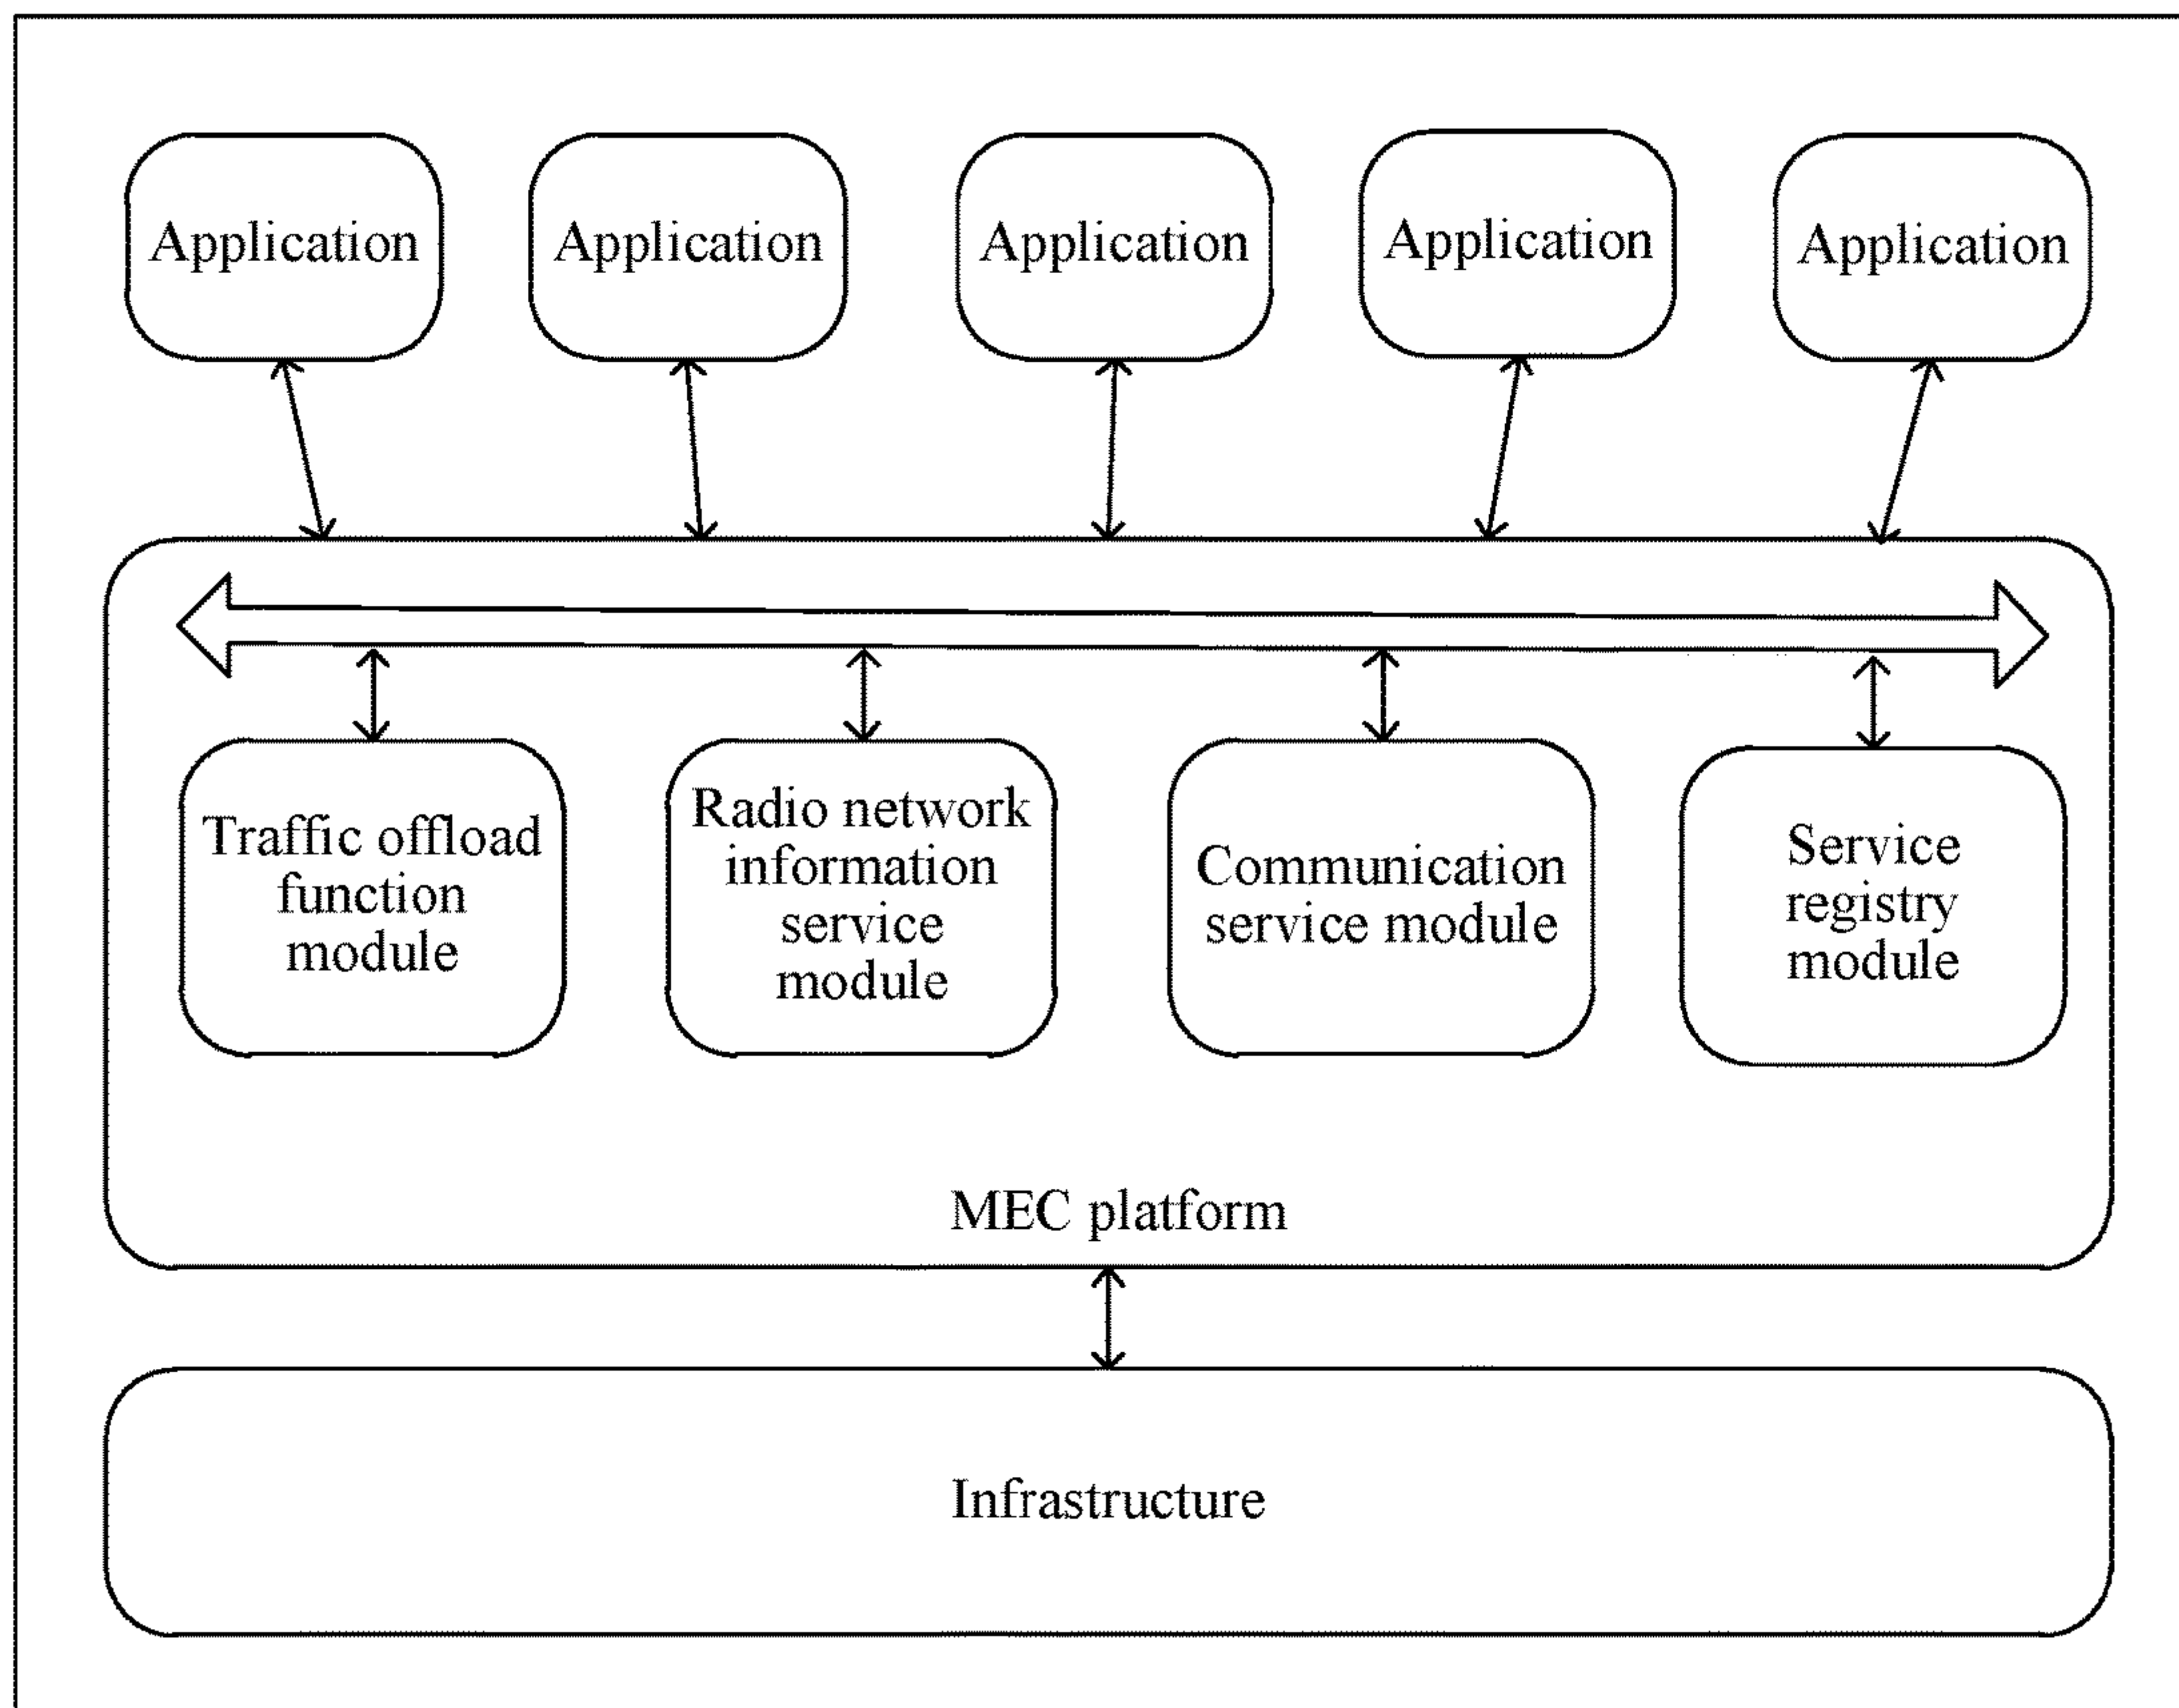 Application
Application
Application
Application
Application
Traffic offload
function
module
Radio network
information
service
module
Communication
service module
Service
registry
module
MEC platform
Infrastructure